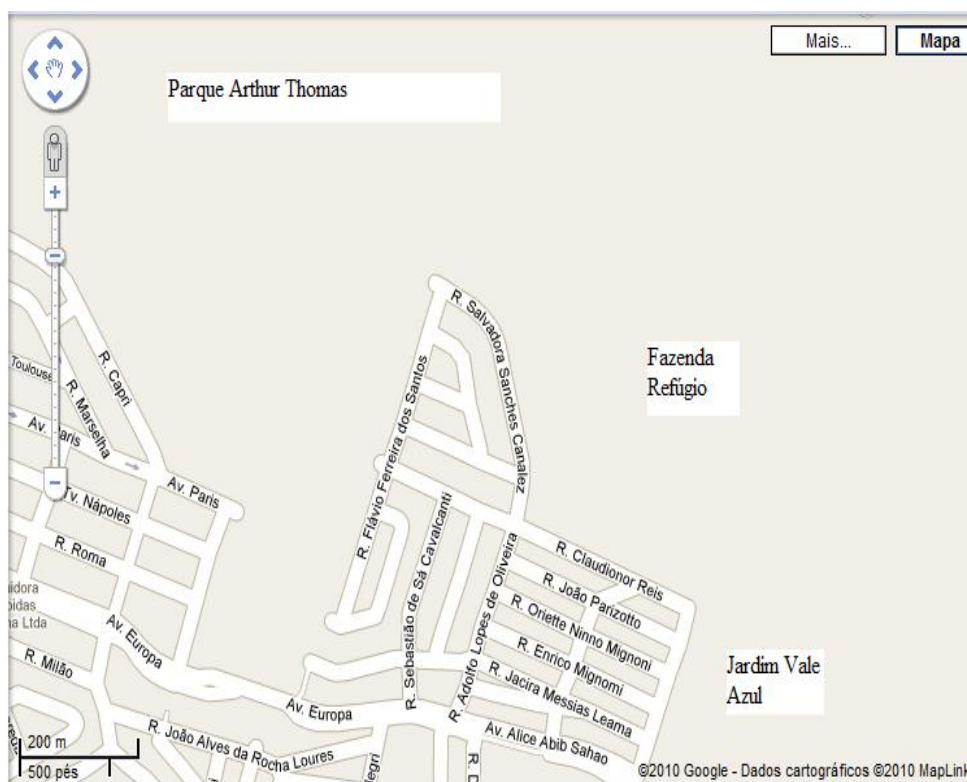 Mais...
Mapa
Parque Arthur Thomas
R. Salvadora Sanches Canalez
Fazenda
Refúgio
Toulouse
R. Capri
R. Marselha
R. Flávio Ferreira dos Santos
Av. Paris
Av. Paris
Tv. Nápoles
R. Roma
R. Sebastião de Sá Cavalcanti
R. Adolfo Lopes de Oliveira
R. Claudionor Reis
R. João Parizotto
R. Oriette Ninno Mignoni
R. Enrico Mignomi
R. Jacira Messias Leama
Av. Europa
R. Milão
Av. Europa
Av. Alice Abib Sahao
Jardim Vale
Azul
R. João Alves da Rocha Loures
200 m
500 pés
©2010 Google - Dados cartográficos ©2010 MapLink